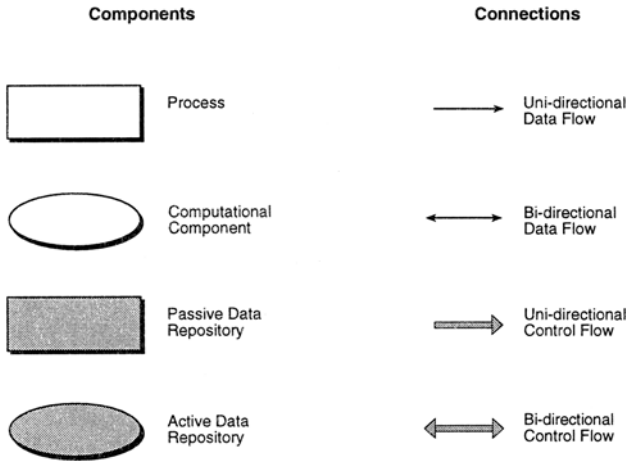 Components
Connections
Process
Uni-directional
Data Flow
Computational
Component
Bi-directional
Data Flow
Passive Data
Repository
Uni-directional
Control Flow
Active Data
Repository
Bi-directional
Control Flow